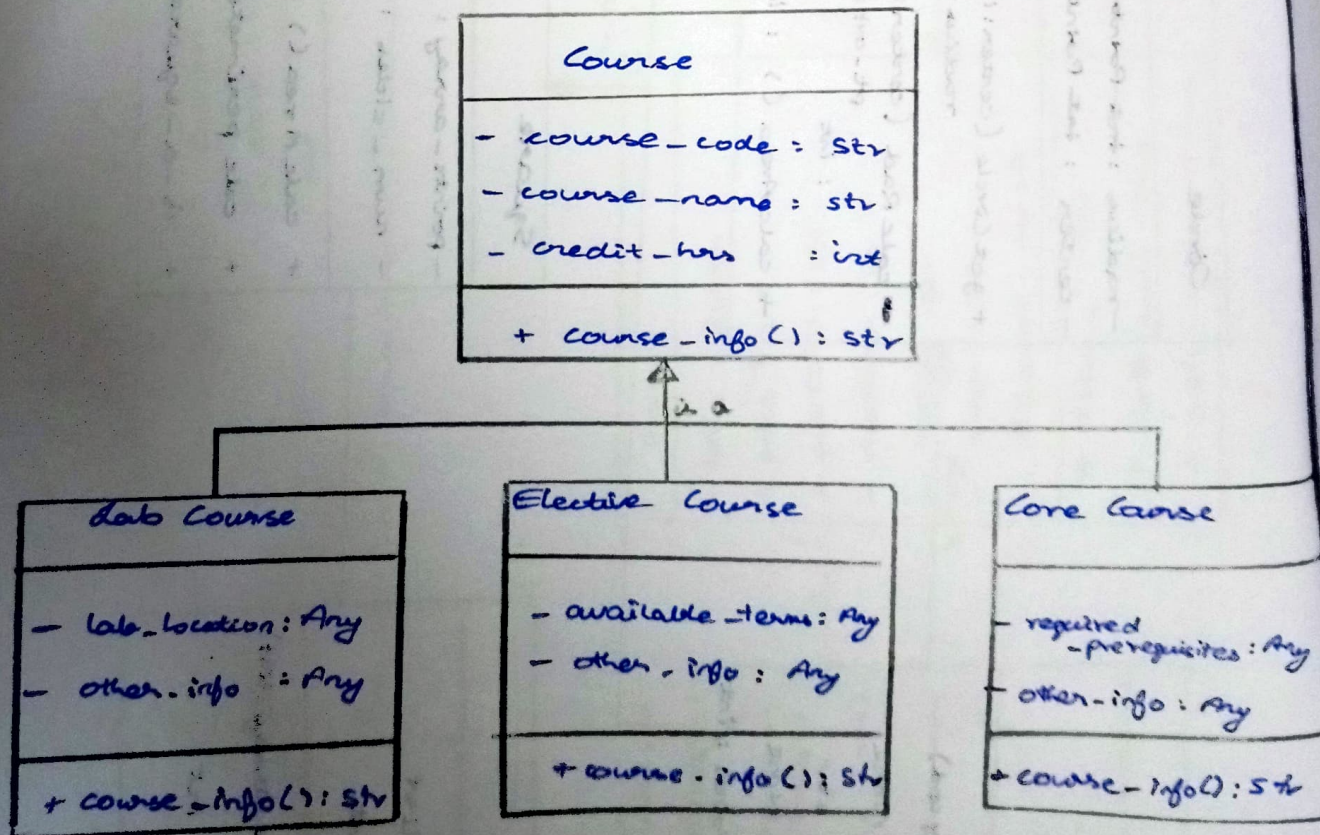 Course
- course_code : str
- course_name : str
- credit_hrs : int
+ course_info() : str
is a
Lab Course
- lab_location : Any
- other_info : Any
+ course_info() : str
Elective Course
- available_terms : Any
- other_info : Any
+ course_info() : str
Core Course
- required
_prerequisites : Any
- other_info : Any
+ course_info() : str